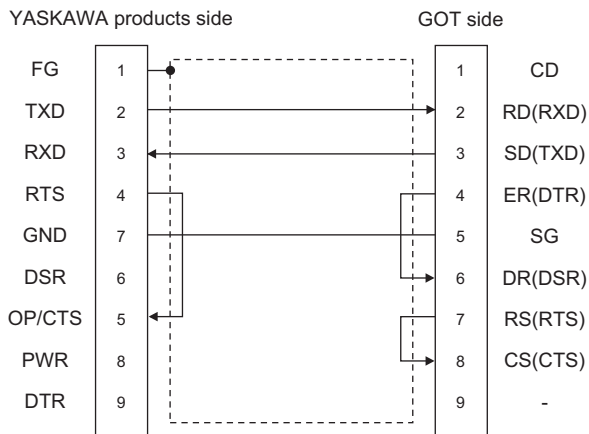 YASKAWA products side GOT side
FG 1 1 CD
TXD 2 2 RD(RXD)
RXD 3 3 SD(TXD)
RTS 4 4 ER(DTR)
GND 7 5 SG
DSR 6 6 DR(DSR)
OP/CTS 5 7 RS(RTS)
PWR 8 8 CS(CTS)
DTR 9 9 -